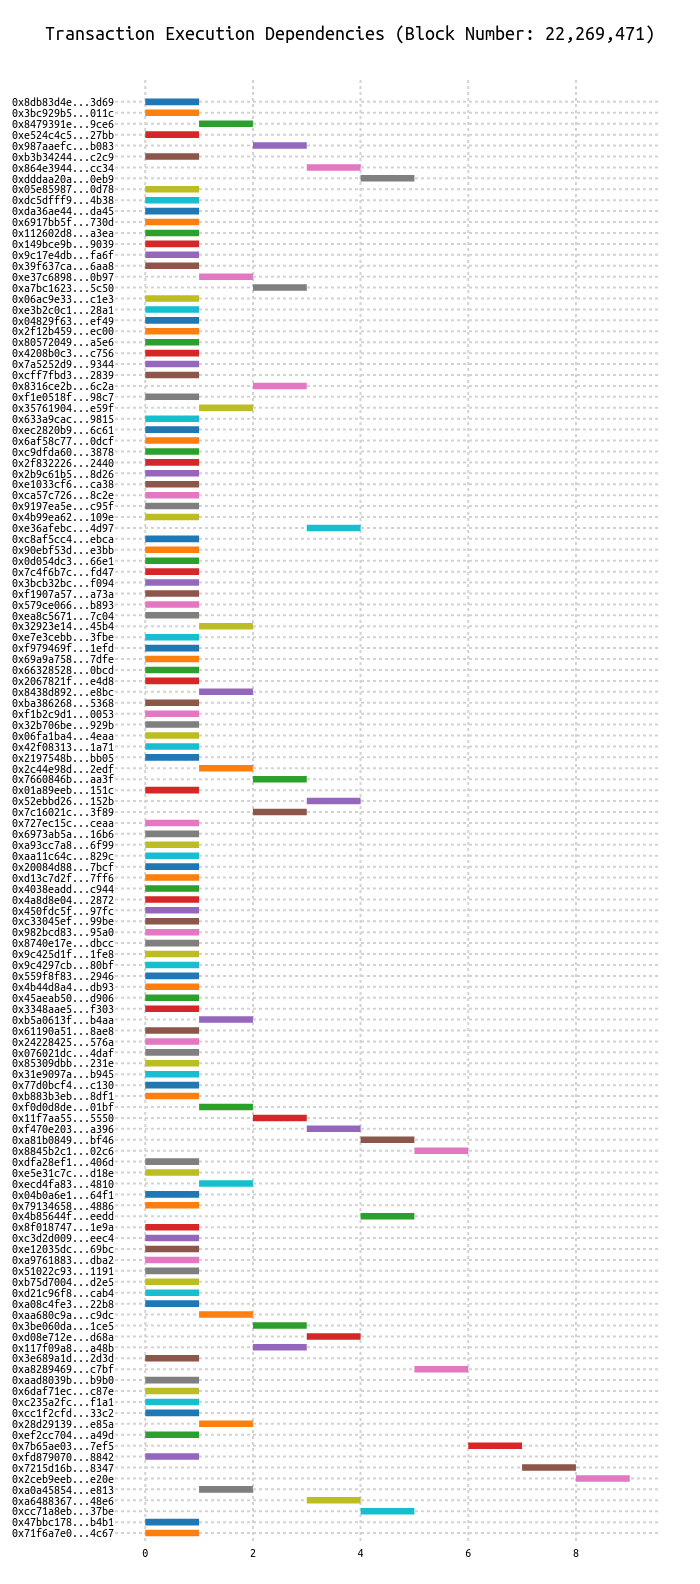 Transaction Execution Dependencies (Block Number: 22,269,471)
0x8db83d4e...3d69
0x3bc929b5...011c
0x8479391e...9ce6
0xe524c4c5...27bb
0x987aaefc...b083
0xb3b34244...c2c9
0x864e3944...cc34
0xdddaa20a...0eb9
0x05e85987...0d78
0xdc5dfff9...4b38
0xda36ae44...da45
0x6917bb5f...730d
0x112602d8...a3ea
0x149bce9b...9039
0x9c17e4db...fa6f
0x39f637ca...6aa8
0xe37c6898...0b97
0xa7bc1623...5c50
0x06ac9e33...c1e3
0xe3b2c0c1...28a1
0x04829f63...ef49
0x2f12b459...ec00
0x80572049...a5e6
0x4208b0c3...c756
0x7a5252d9...9344
0xcff7fbd3...2839
0x8316ce2b...6c2a
0xf1e0518f...98c7
0x35761904...e59f
0x633a9cac...9815
0xec2820b9...6c61
0x6af58c77...0dcf
0xc9dfda60...3878
0x2f832226...2440
0x2b9c61b5...8d26
0xe1033cf6...ca38
0xca57c726...8c2e
0x9197ea5e...c95f
0x4b99ea62...109e
0xe36afebc...4d97
0xc8af5cc4...ebca
0x90ebf53d...e3bb
0x0d054dc3...66e1
0x7c4f6b7c...fd47
0x3bcb32bc...f094
0xf1907a57...a73a
0x579ce066...b893
0xea8c5671...7c04
0x32923e14...45b4
0xe7e3cebb...3fbe
0xf979469f...1efd
0x69a9a758...7dfe
0x66328528...0bcd
0x2067821f...e4d8
0x8438d892...e8bc
0xba386268...5368
0xf1b2c9d1...0053
0x32b706be...929b
0x06fa1ba4...4eaa
0x42f08313...1a71
0x2197548b...bb05
0x2c44e98d...2edf
0x7660846b...aa3f
0x01a89eeb...151c
0x52ebbd26...152b
0x7c16021c...3f89
0x727ec15c...ceaa
0x6973ab5a...16b6
0xa93cc7a8...6f99
0xaa11c64c...829c
0x20084d88...7bcf
0xd13c7d2f...7ff6
0x4038eadd...c944
0x4a8d8e04...2872
0x450fdc5f...97fc
0xc33045ef...99be
0x982bcd83...95a0
0x8740e17e...dbcc
0x9c425d1f...1fe8
0x9c4297cb...80bf
0x559f8f83...2946
0x4b44d8a4...db93
0x45aeab50...d906
0x3348aae5...f303
0xb5a0613f...b4aa
0x61190a51...8ae8
0x24228425...576a
0x076021dc...4daf
0x85309dbb...231e
0x31e9097a...b945
0x77d0bcf4...c130
0xb883b3eb...8df1
0xf0d0d8de...01bf
0x11f7aa55...5550
0xf470e203...a396
0xa81b0849...bf46
0x8845b2c1...02c6
0xdfa28ef1...406d
0xe5e31c7c...d18e
0xecd4fa83...4810
0x04b0a6e1...64f1
0x79134658...4886
0x4b85644f...eedd
0x8f018747...1e9a
0xc3d2d009...eec4
0xe12035dc...69bc
0xa9761883...dba2
0x51022c93...1191
0xb75d7004...d2e5
0xd21c96f8...cab4
0xa08c4fe3...22b8
0xaa680c9a...c9dc
0x3be060da...1ce5
0xd08e712e...d68a
0x117f09a8...a48b
0x3e689a1d...2d3d
0xa8289469...c7bf
0xaad8039b...b9b0
0x6daf71ec...c87e
0xc235a2fc...f1a1
0xcc1f2cfd...33c2
0x28d29139...e85a
0xef2cc704...a49d
0x7b65ae03...7ef5
0xfd879070...8842
0x7215d16b...8347
0x2ceb9eeb...e20e
0xa0a45854...e813
0xa6488367...48e6
0xcc71a8eb...37be
0x47bbc178...b4b1
0x71f6a7e0...4c67
0 2 4 6 8